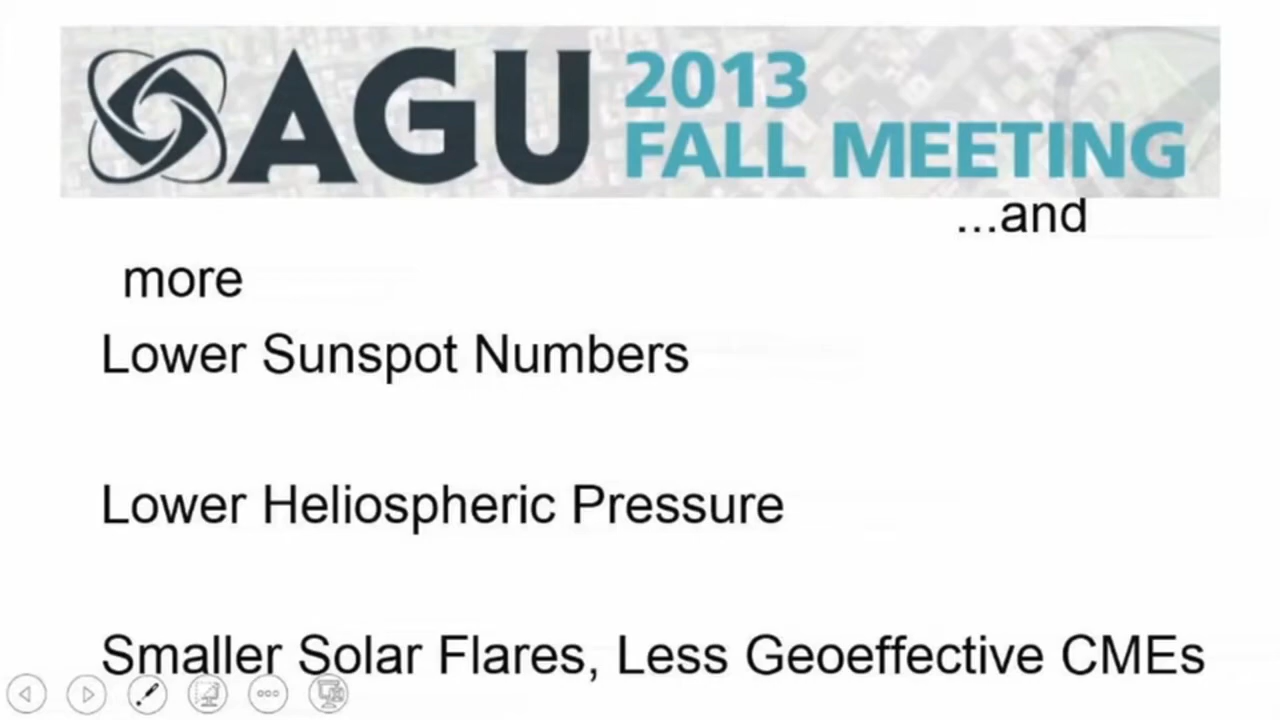 AGU
2013
FALL MEETING
...and
more
Lower Sunspot Numbers
Lower Heliospheric Pressure
Smaller Solar Flares, Less Geoeffective CMEs